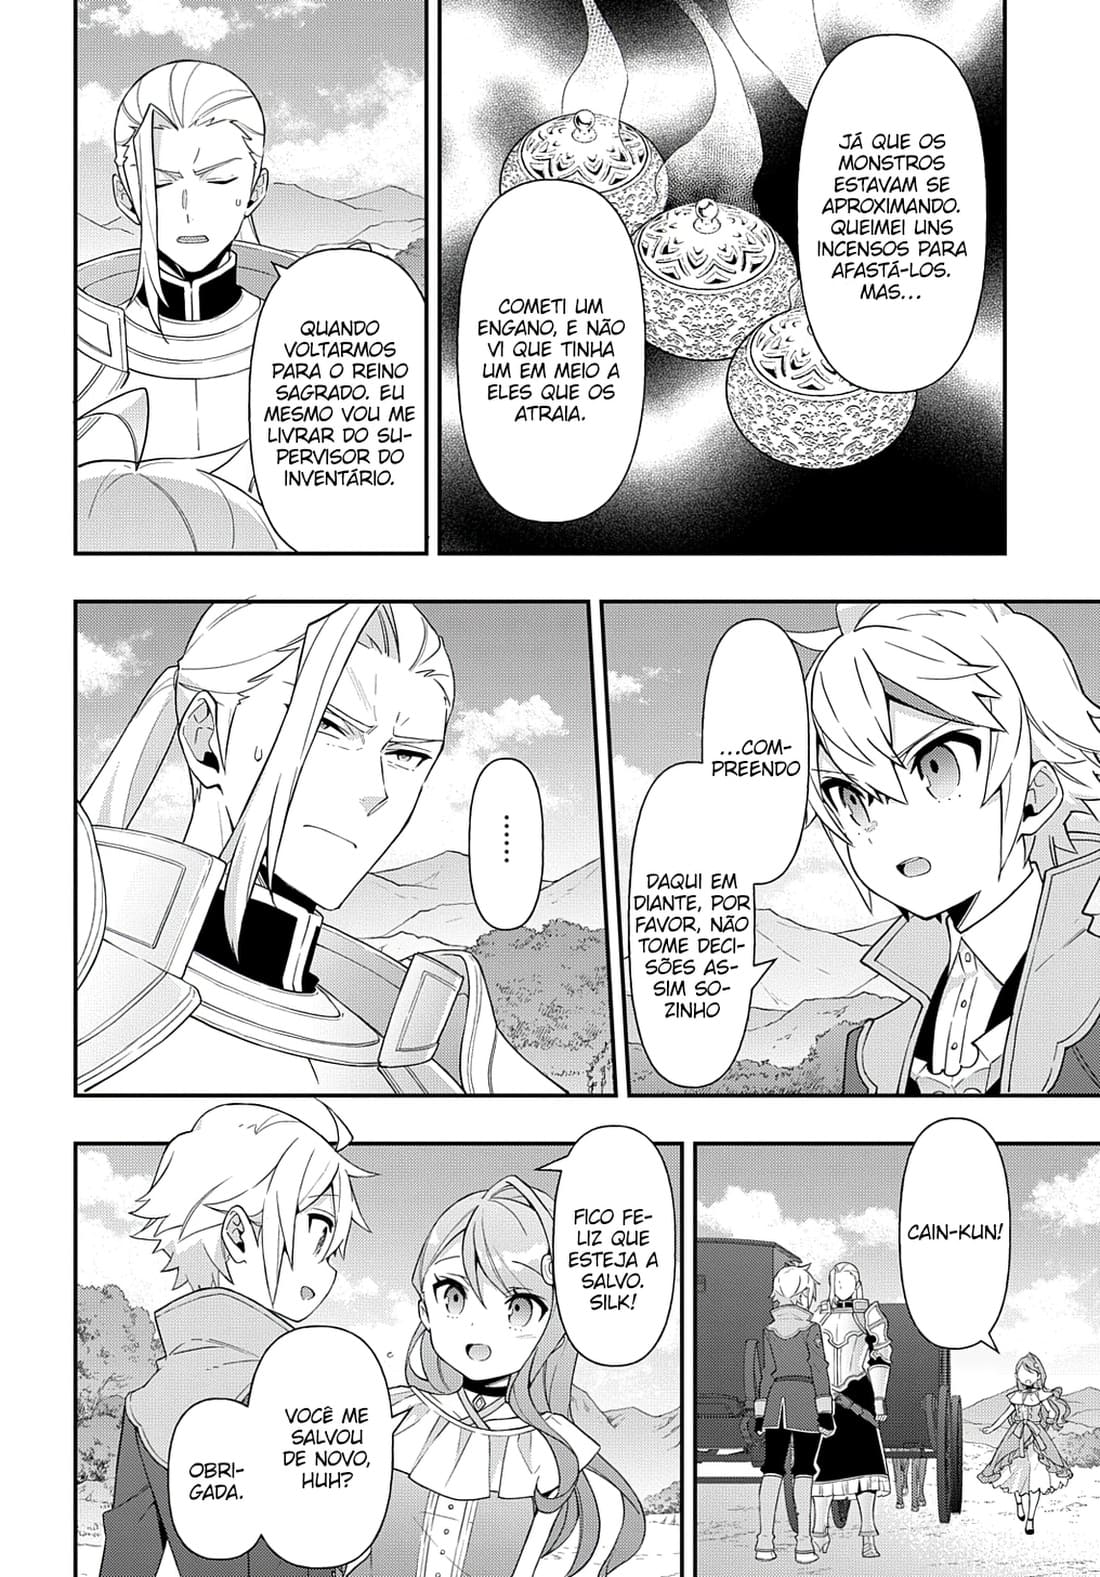 JÁ QUE OS
MONSTROS
ESTAVAM SE
APROXIMANDO.
QUEIMEI UNS
INCENSOS PARA
AFASTÁ-LOS.
MAS...
COMETI UM
ENGANO, E NÃO
VI QUE TINHA
UM EM MEIO A
ELES QUE OS
ATRAIA.
QUANDO
VOLTARMOS
PARA O REINO
SAGRADO. EU
MESMO VOU ME
LIVRAR DO SU-
PERVISOR DO
INVENTÁRIO.
...COM-
PREENDO
DAQUI EM
DIANTE, POR
FAVOR, NÃO
TOME DECI-
SÕES AS-
SIM SO-
ZINHO
......
CAIN-KUN!
FICO FE-
LIZ QUE
ESTEJA A
SALVO.
SILK!
VOCÊ ME
SALVOU
DE NOVO,
HUH?
OBRI-
GADA.